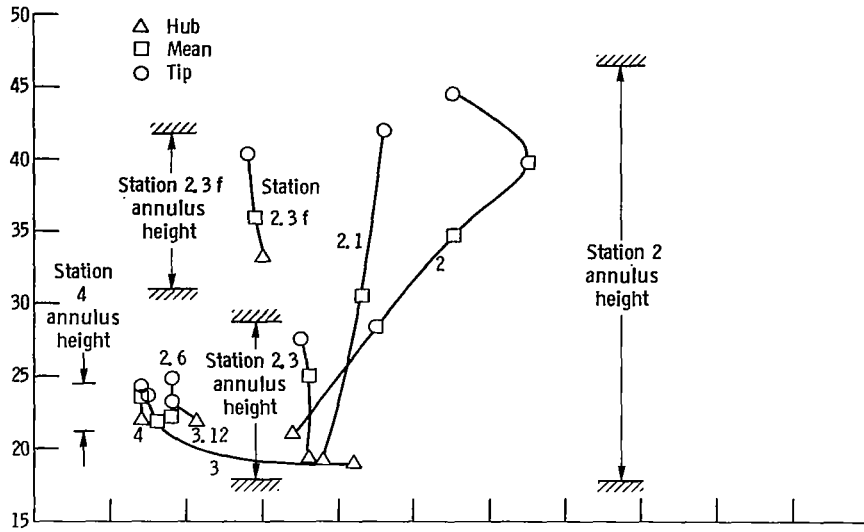 50
45
40
35
30
25
20
15
Hub
Mean
Tip
Station 2.3 f
annulus
height
Station
2.3 f
Station
4
annulus
height
2.1
2
Station 2
annulus
height
2.6
Station 2.3
annulus
height
4
3.12
3